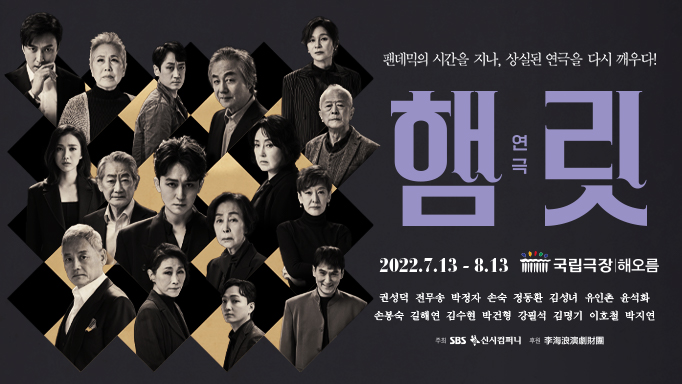 팬데믹의 시간을 지나, 상실된 연극을 다시 깨우다!
햄릿
연극
2022.7.13 - 8.13 국립극장|해오름
권성덕 전무송 박정자 손숙 정동환 김성녀 유인촌 윤석화
손봉숙 길해연 김수현 박건형 강필석 김명기 이호철 박지연
주최 SBS 신시컴퍼니 후원 李海浪演劇財團